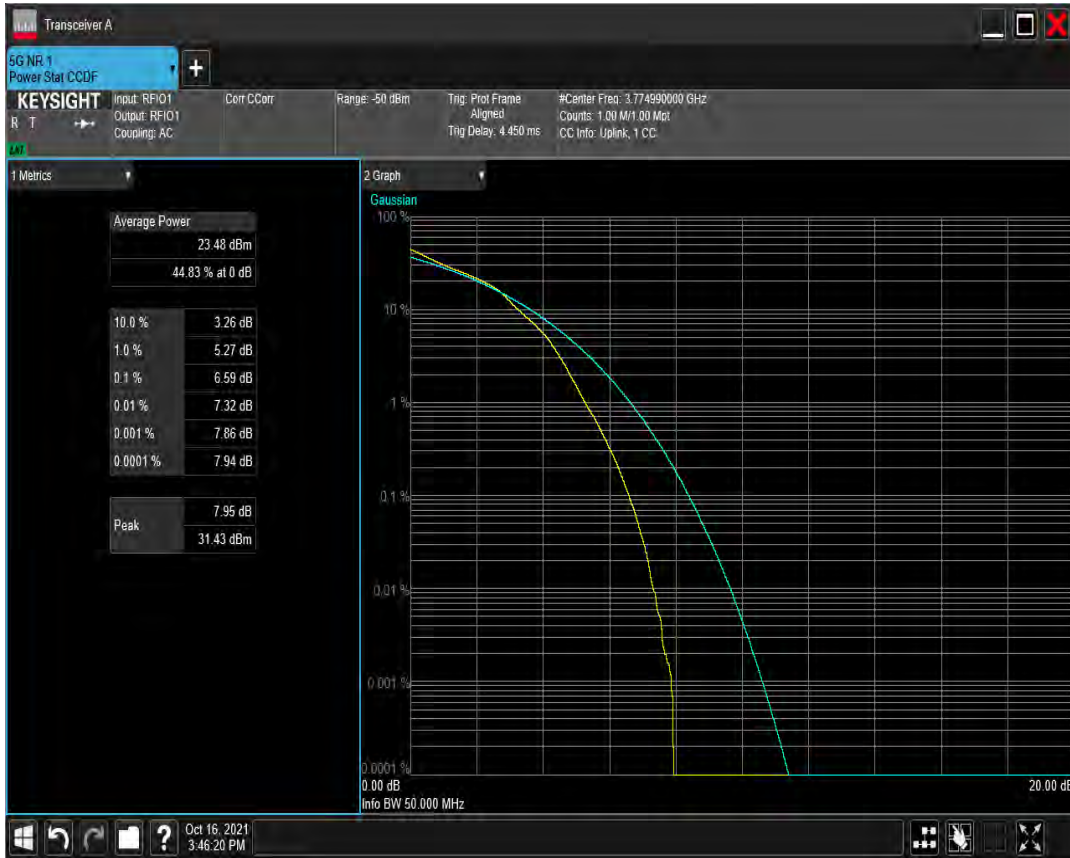 Transceiver A
5G NR 1
Power Stat CCDF
+
KEYSIGHT
R T
LXI
Input: RFIO1
Output: RFIO1
Coupling: AC
Corr CCorr
Range: -50 dBm
Trig: Prot Frame
Aligned
Trig Delay: 4.450 ms
#Center Freq: 3.774990000 GHz
Counts: 1.00 M/1.00 Mpt
CC Info: Uplink, 1 CC
1 Metrics
Average Power
23.48 dBm
44.83 % at 0 dB
10.0 % 3.26 dB
1.0 % 5.27 dB
0.1 % 6.59 dB
0.01 % 7.32 dB
0.001 % 7.86 dB
0.0001 % 7.94 dB
Peak
7.95 dB
31.43 dBm
2 Graph
Gaussian
100 %
10 %
1 %
0.1 %
0.01 %
0.001 %
0.0001 %
0.00 dB
20.00 dB
Info BW 50.000 MHz
?
Oct 16, 2021
3:46:20 PM